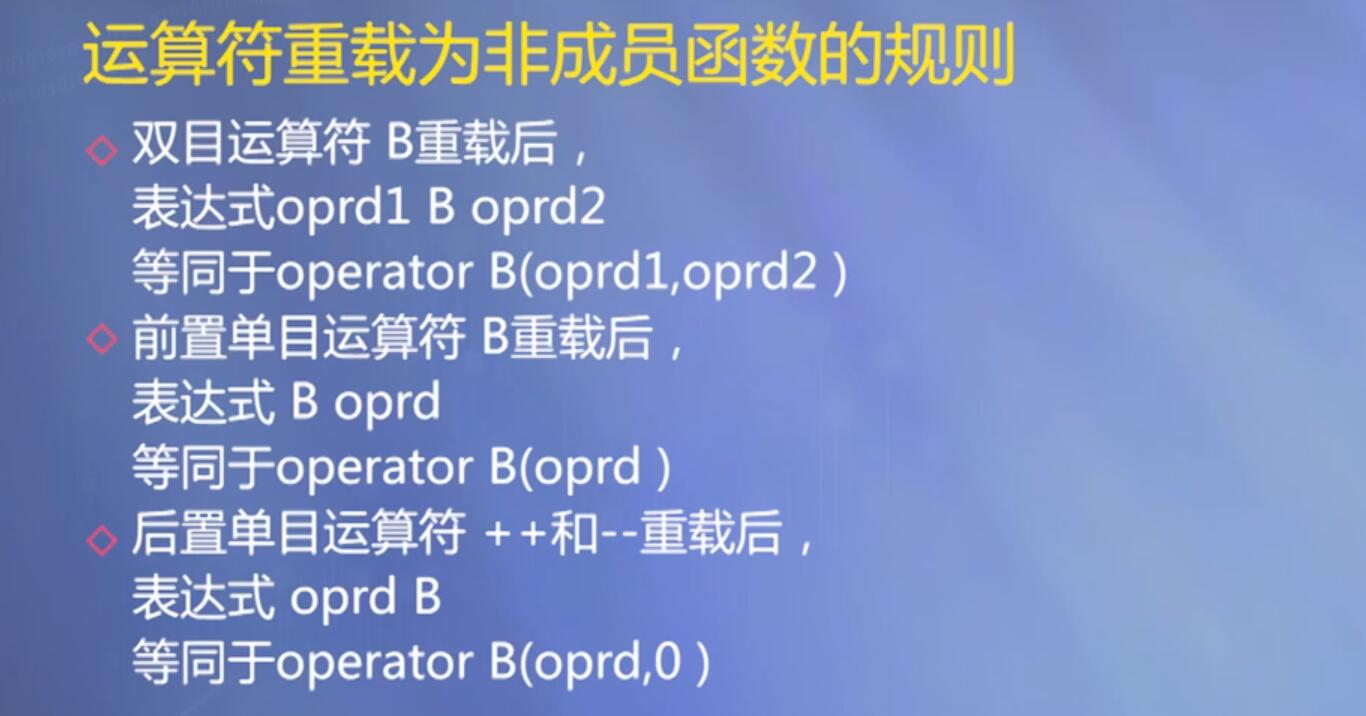 运算符重载为非成员函数的规则
双目运算符 B重载后，
表达式oprd1 B oprd2
等同于operator B(oprd1,oprd2 )
前置单目运算符 B重载后，
表达式 B oprd
等同于operator B(oprd )
后置单目运算符 ++和--重载后，
表达式 oprd B
等同于operator B(oprd,0 )